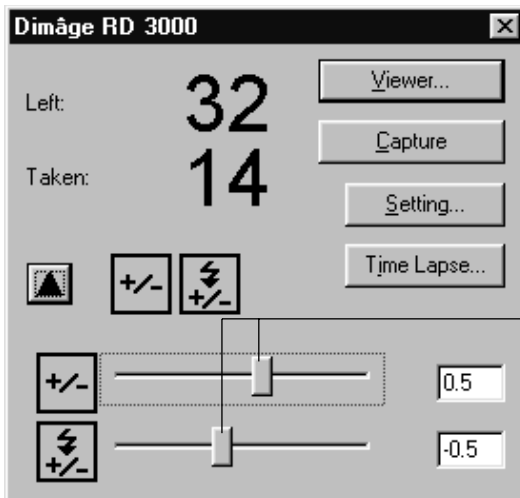 Dimâge RD 3000
Left: 32
Viewer...
Capture
Taken: 14
Setting...
Time Lapse...
+/-
+/-
+/- 0.5
+/- -0.5